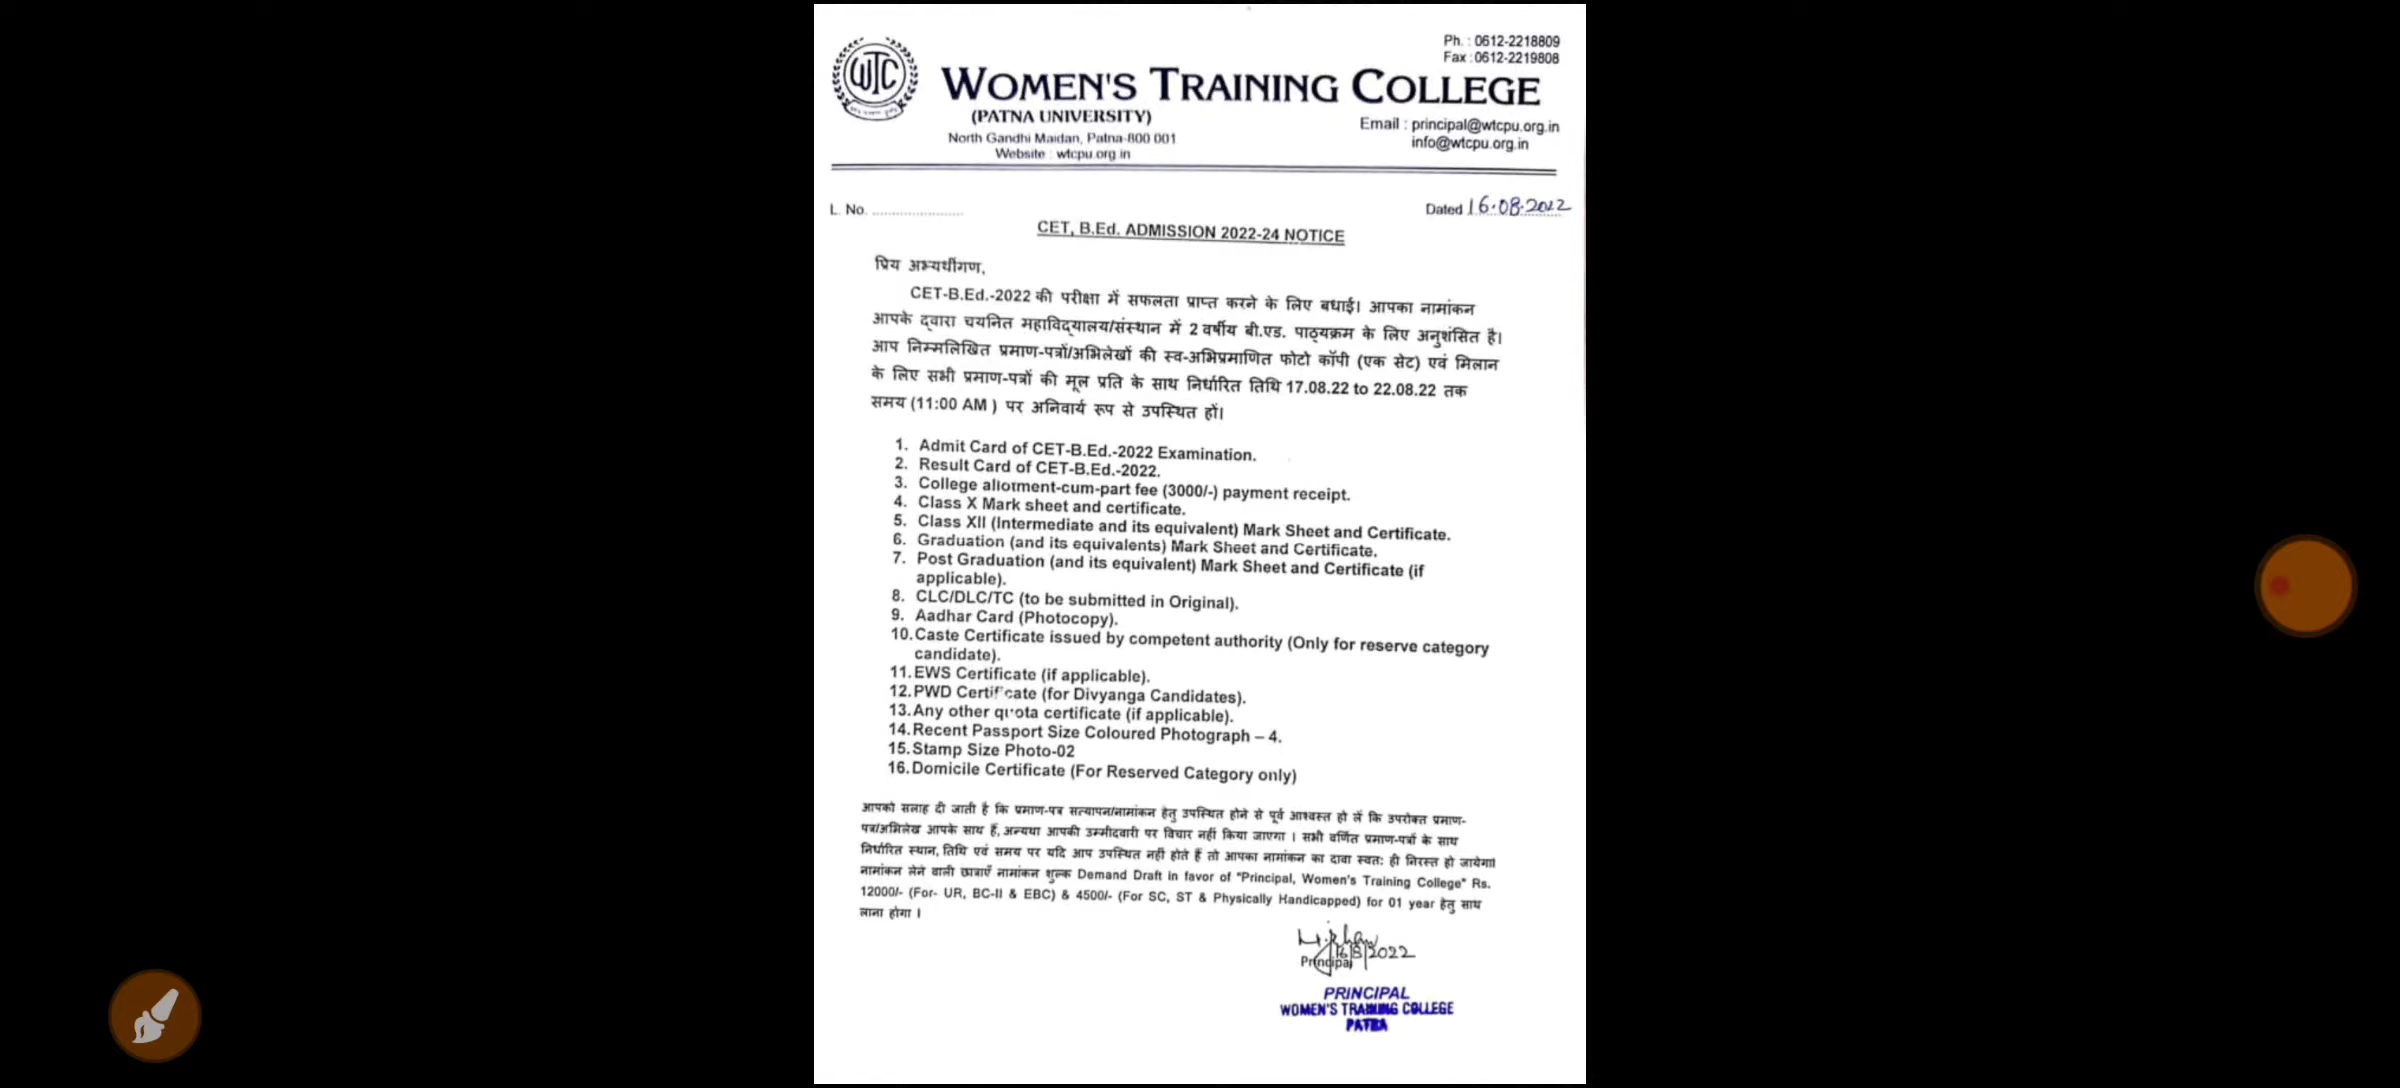 Ph. : 0612-2218809
Fax : 0612-2219808
WTC
WOMEN'S TRAINING COLLEGE
(PATNA UNIVERSITY)
North Gandhi Maidan, Patna-800 001
Website : wtcpu.org.in
Email : principal@wtcpu.org.in
info@wtcpu.org.in
L. No. ........................
Dated 16.08.2022
CET, B.Ed. ADMISSION 2022-24 NOTICE
प्रिय अभ्यर्थीगण,
CET-B.Ed.-2022 की परीक्षा में सफलता प्राप्त करने के लिए बधाई। आपका नामांकन
आपके द्वारा चयनित महाविद्यालय/संस्थान में 2 वर्षीय बी.एड. पाठ्यक्रम के लिए अनुशंसित है।
आप निम्मलिखित प्रमाण-पत्रों/अभिलेखों की स्व-अभिप्रमाणित फोटो कॉपी (एक सेट) एवं मिलान
के लिए सभी प्रमाण-पत्रों की मूल प्रति के साथ निर्धारित तिथि 17.08.22 to 22.08.22 तक
समय (11:00 AM ) पर अनिवार्य रूप से उपस्थित हों।
1. Admit Card of CET-B.Ed.-2022 Examination.
2. Result Card of CET-B.Ed.-2022.
3. College allotment-cum-part fee (3000/-) payment receipt.
4. Class X Mark sheet and certificate.
5. Class XII (Intermediate and its equivalent) Mark Sheet and Certificate.
6. Graduation (and its equivalents) Mark Sheet and Certificate.
7. Post Graduation (and its equivalent) Mark Sheet and Certificate (if
applicable).
8. CLC/DLC/TC (to be submitted in Original).
9. Aadhar Card (Photocopy).
10. Caste Certificate issued by competent authority (Only for reserve category
candidate).
11. EWS Certificate (if applicable).
12. PWD Certificate (for Divyanga Candidates).
13. Any other quota certificate (if applicable).
14. Recent Passport Size Coloured Photograph – 4.
15. Stamp Size Photo-02
16. Domicile Certificate (For Reserved Category only)
आपको सलाह दी जाती है कि प्रमाण-पत्र सत्यापन/नामांकन हेतु उपस्थित होने से पूर्व आश्वस्त हो लें कि उपरोक्त प्रमाण-
पत्र/अभिलेख आपके साथ हैं, अन्यथा आपकी उम्मीदवारी पर विचार नहीं किया जाएगा । सभी वर्णित प्रमाण-पत्रों के साथ
निर्धारित स्थान, तिथि एवं समय पर यदि आप उपस्थित नहीं होते हैं तो आपका नामांकन का दावा स्वतः ही निरस्त हो जायेगा।
नामांकन लेने वाली छात्राएँ नामांकन शुल्क Demand Draft in favor of "Principal, Women's Training College" Rs.
12000/- (For- UR, BC-II & EBC) & 4500/- (For SC, ST & Physically Handicapped) for 01 year हेतु साथ
लाना होगा ।
16/8/2022
Principal
PRINCIPAL
WOMEN'S TRAINING COLLEGE
PATNA